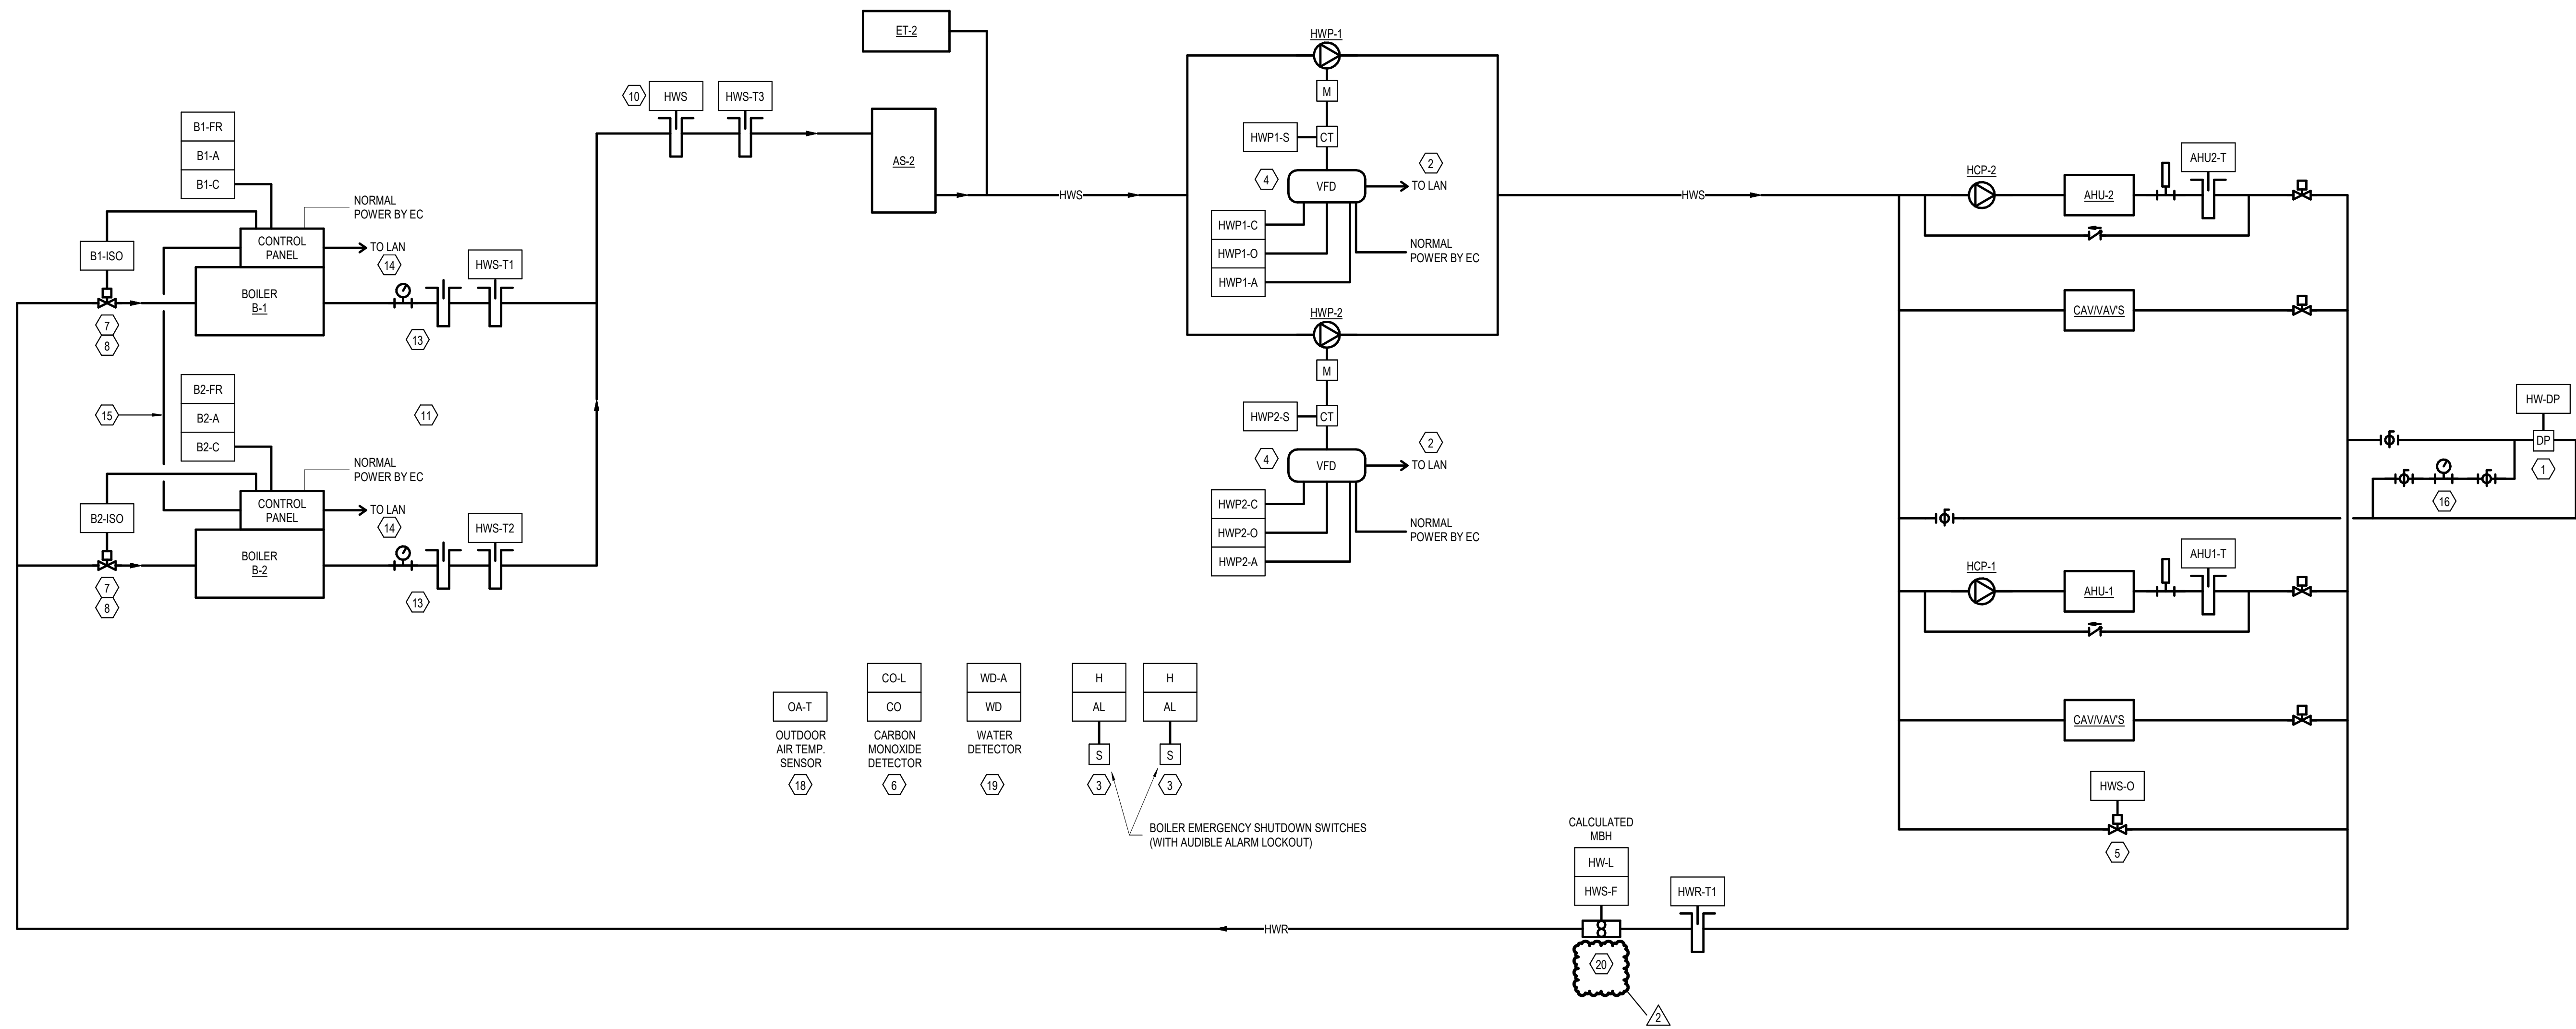 ET-2
HWP-1
10
HWS
HWS-T3
M
B1-FR
B1-A
B1-C
AS-2
HWP1-S
CT
2
TO LAN
4
VFD
HCP-2
AHU-2
AHU2-T
NORMAL
POWER BY EC
HWS
HWS
HWP1-C
HWP1-O
HWP1-A
NORMAL
POWER BY EC
CONTROL
PANEL
TO LAN
14
B1-ISO
HWS-T1
BOILER
B-1
7
8
13
HWP-2
CAV/VAV'S
M
B2-FR
B2-A
B2-C
15
11
HWP2-S
CT
2
TO LAN
4
VFD
HW-DP
DP
1
16
NORMAL
POWER BY EC
HWP2-C
HWP2-O
HWP2-A
NORMAL
POWER BY EC
CONTROL
PANEL
TO LAN
14
B2-ISO
HWS-T2
BOILER
B-2
7
8
13
HCP-1
AHU-1
AHU1-T
OA-T
OUTDOOR
AIR TEMP.
SENSOR
18
CO-L
CO
CARBON
MONOXIDE
DETECTOR
6
WD-A
WD
WATER
DETECTOR
19
H
AL
S
3
H
AL
S
3
BOILER EMERGENCY SHUTDOWN SWITCHES
(WITH AUDIBLE ALARM LOCKOUT)
CAV/VAV'S
HWS-O
5
CALCULATED
MBH
HW-L
HWS-F
HWR-T1
HWR
20
2